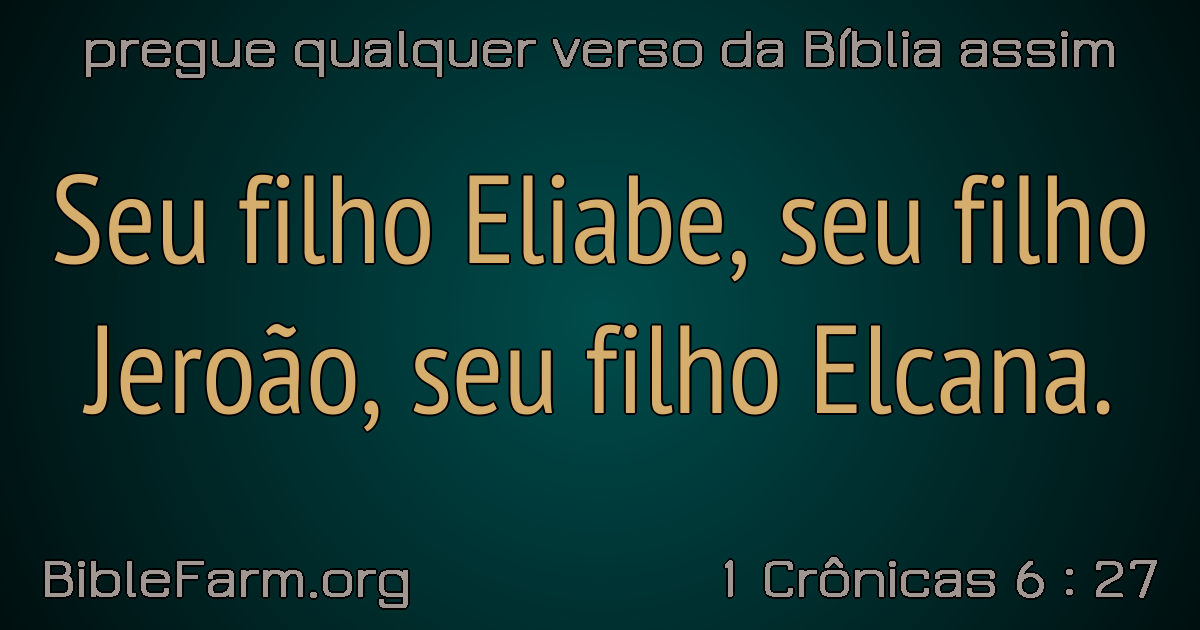 pregue qualquer verso da Bíblia assim
Seu filho Eliabe, seu filho
Jeroão, seu filho Elcana.
BibleFarm.org
1 Crônicas 6 : 27